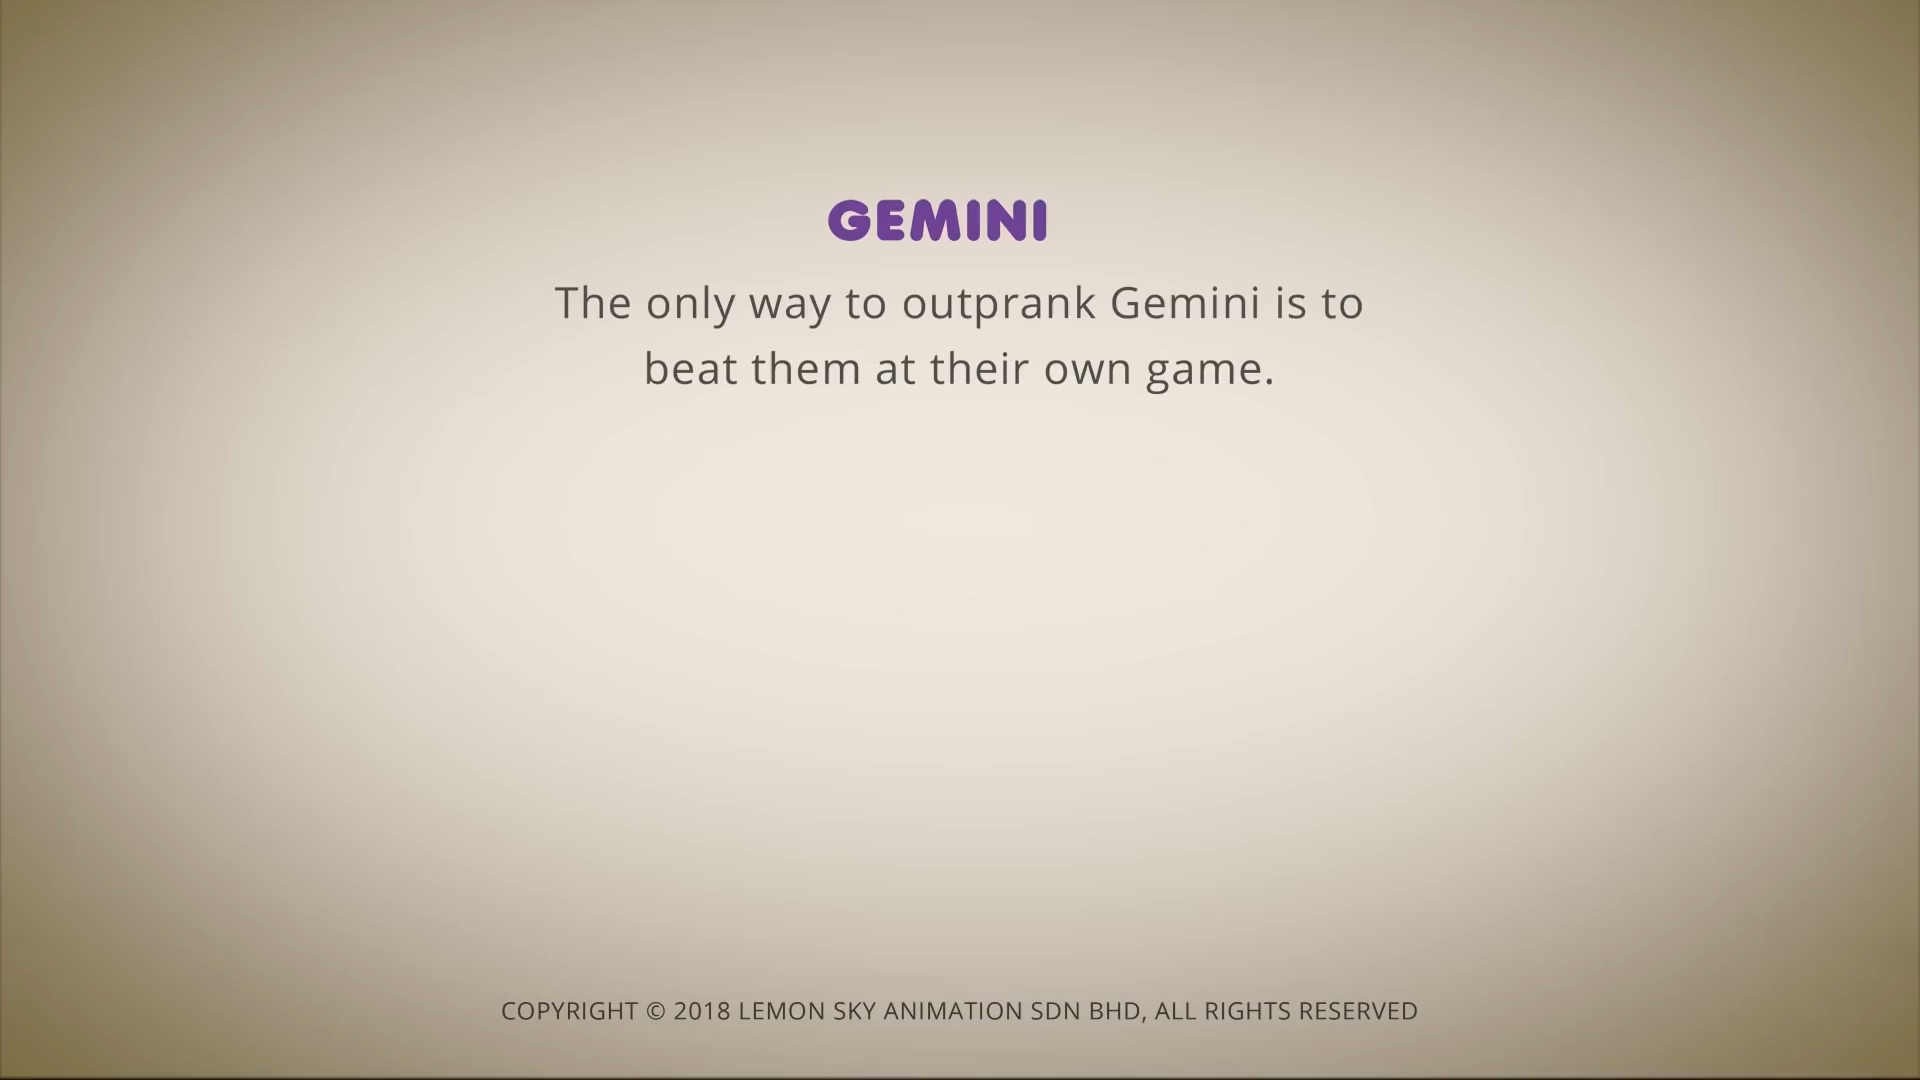 GEMINI
The only way to outprank Gemini is to
beat them at their own game.
COPYRIGHT © 2018 LEMON SKY ANIMATION SDN BHD, ALL RIGHTS RESERVED